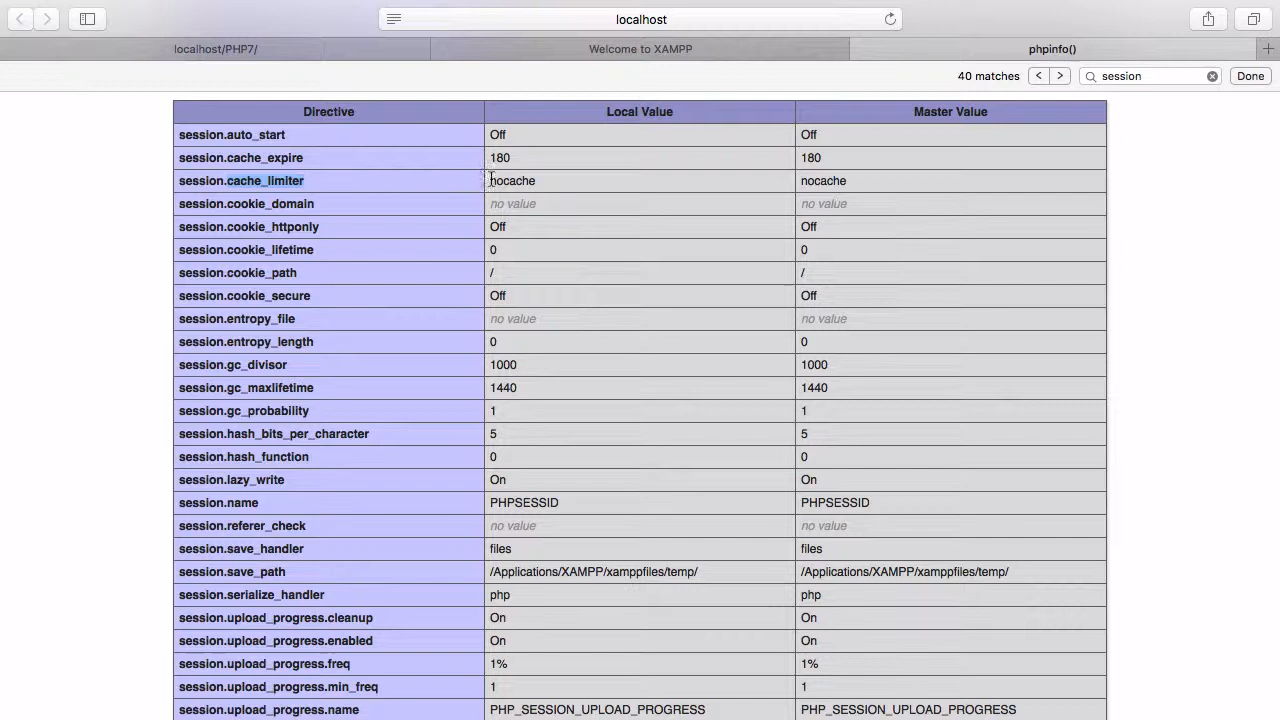 localhost
localhost/PHP7/ Welcome to XAMPP phpinfo()
40 matches < > session Done
Directive Local Value Master Value
session.auto_start Off Off
session.cache_expire 180 180
session.cache_limiter nocache nocache
session.cookie_domain no value no value
session.cookie_httponly Off Off
session.cookie_lifetime 0 0
session.cookie_path / /
session.cookie_secure Off Off
session.entropy_file no value no value
session.entropy_length 0 0
session.gc_divisor 1000 1000
session.gc_maxlifetime 1440 1440
session.gc_probability 1 1
session.hash_bits_per_character 5 5
session.hash_function 0 0
session.lazy_write On On
session.name PHPSESSID PHPSESSID
session.referer_check no value no value
session.save_handler files files
session.save_path /Applications/XAMPP/xamppfiles/temp/ /Applications/XAMPP/xamppfiles/temp/
session.serialize_handler php php
session.upload_progress.cleanup On On
session.upload_progress.enabled On On
session.upload_progress.freq 1% 1%
session.upload_progress.min_freq 1 1
session.upload_progress.name PHP_SESSION_UPLOAD_PROGRESS PHP_SESSION_UPLOAD_PROGRESS